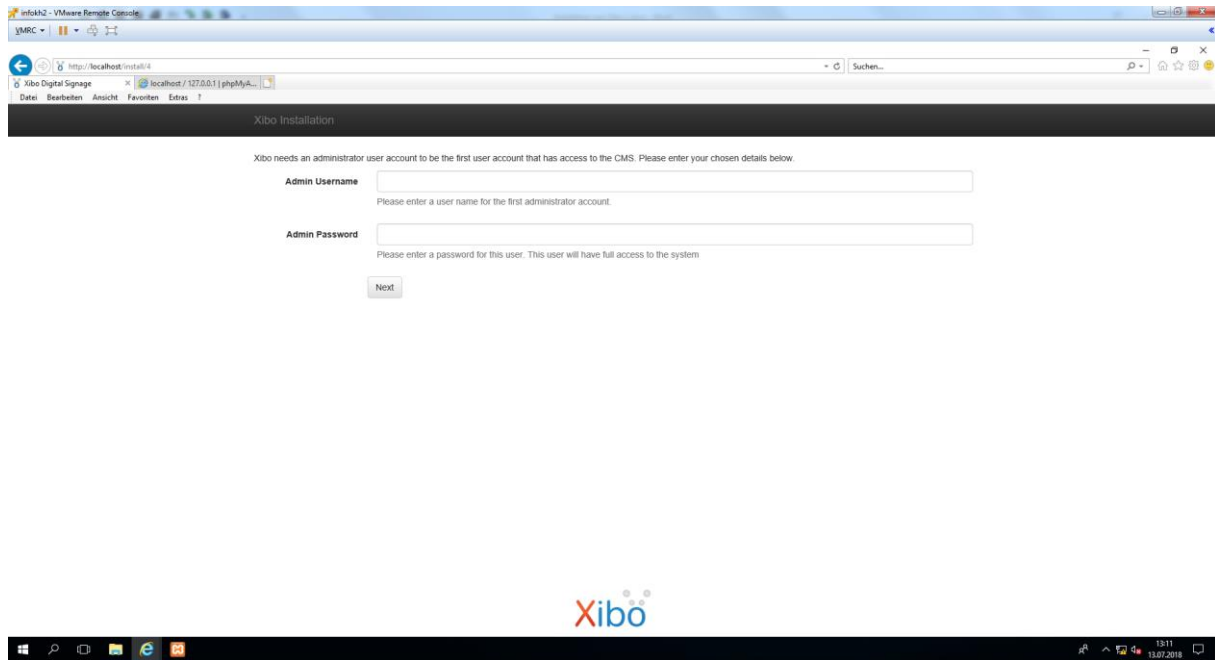 infokh2 - VMware Remote Console
VMRC
http://localhost/install/4
Suchen...
Xibo Digital Signage
localhost / 127.0.0.1 | phpMyA...
Datei Bearbeiten Ansicht Favoriten Extras ?
Xibo Installation
Xibo needs an administrator user account to be the first user account that has access to the CMS. Please enter your chosen details below.
Admin Username
Please enter a user name for the first administrator account.
Admin Password
Please enter a password for this user. This user will have full access to the system
Next
Xibo
13:11
13.07.2018